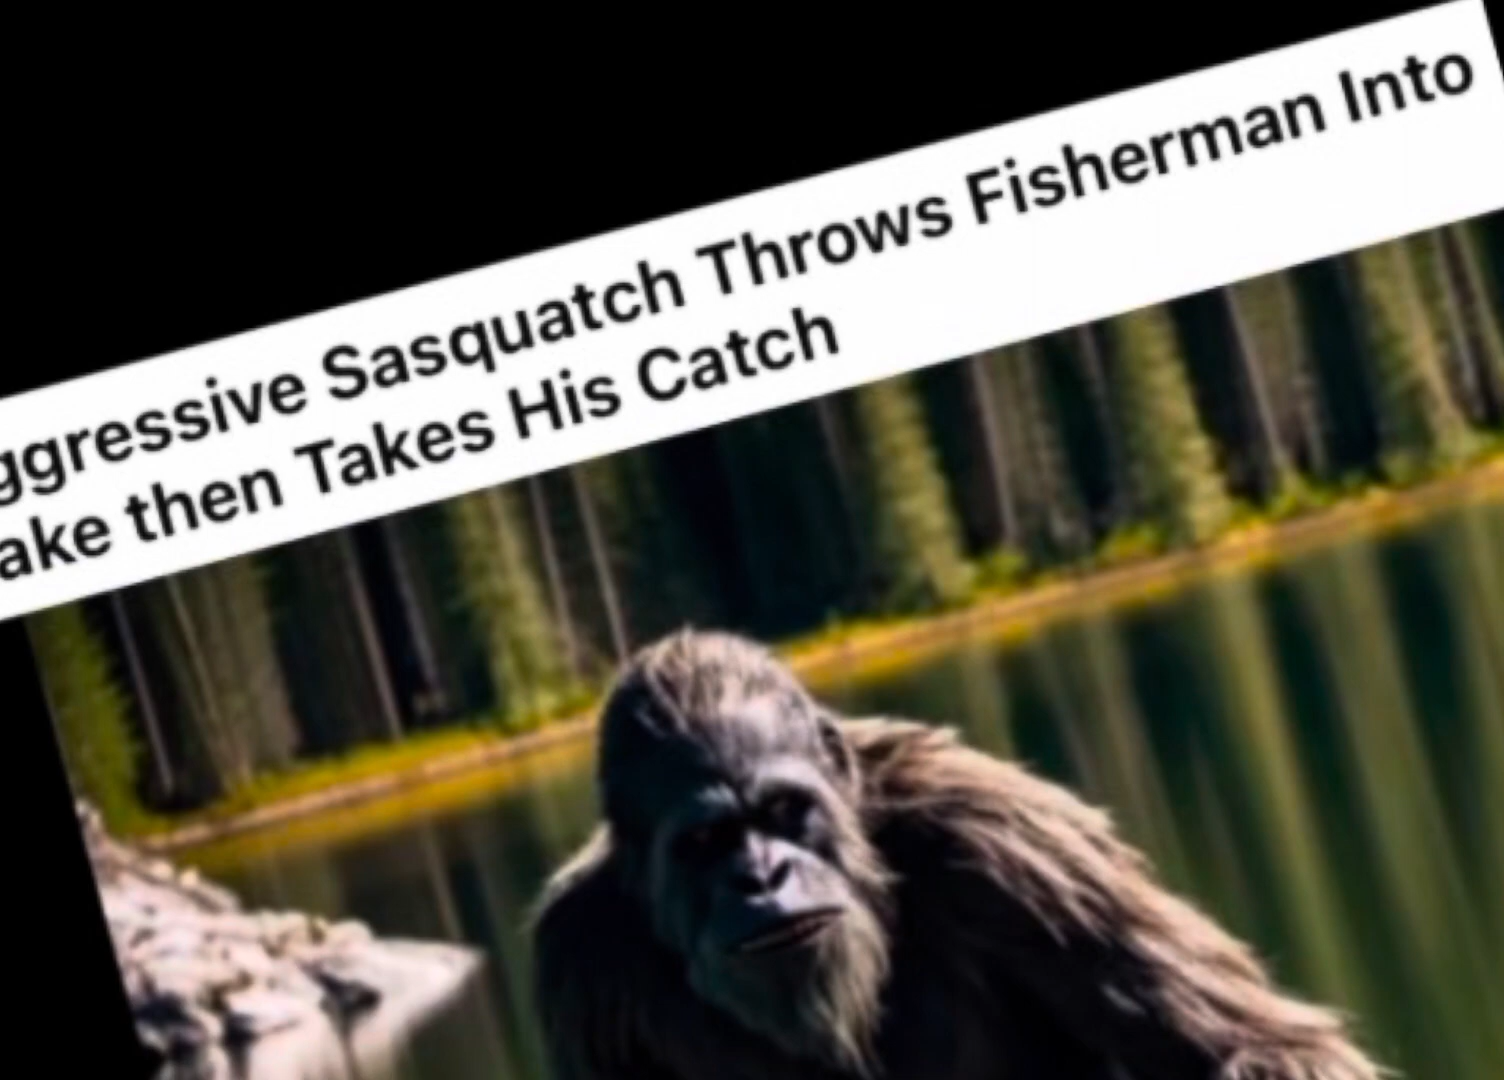 ggressive Sasquatch Throws Fisherman Into
ake then Takes His Catch